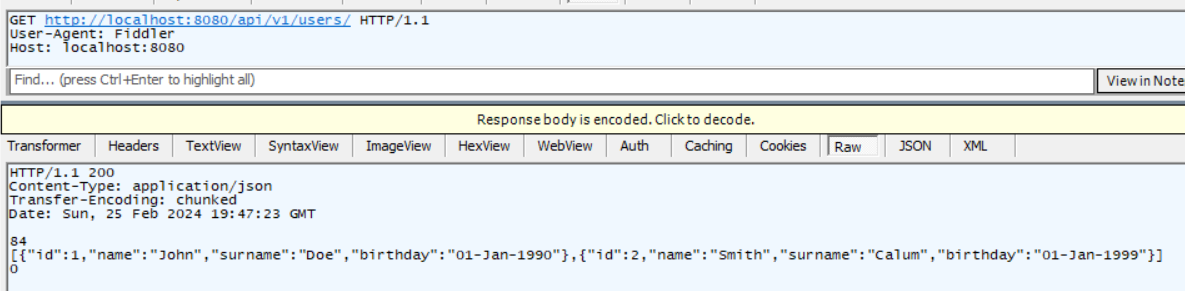 GET http://localhost:8080/api/v1/users/ HTTP/1.1
User-Agent: Fiddler
Host: localhost:8080
Find... (press Ctrl+Enter to highlight all)
View in Note
Response body is encoded. Click to decode.
Transformer Headers TextView SyntaxView ImageView HexView WebView Auth Caching Cookies Raw JSON XML
HTTP/1.1 200
Content-Type: application/json
Transfer-Encoding: chunked
Date: Sun, 25 Feb 2024 19:47:23 GMT
84
[{"id":1,"name":"John","surname":"Doe","birthday":"01-Jan-1990"},{"id":2,"name":"Smith","surname":"Calum","birthday":"01-Jan-1999"}]
0